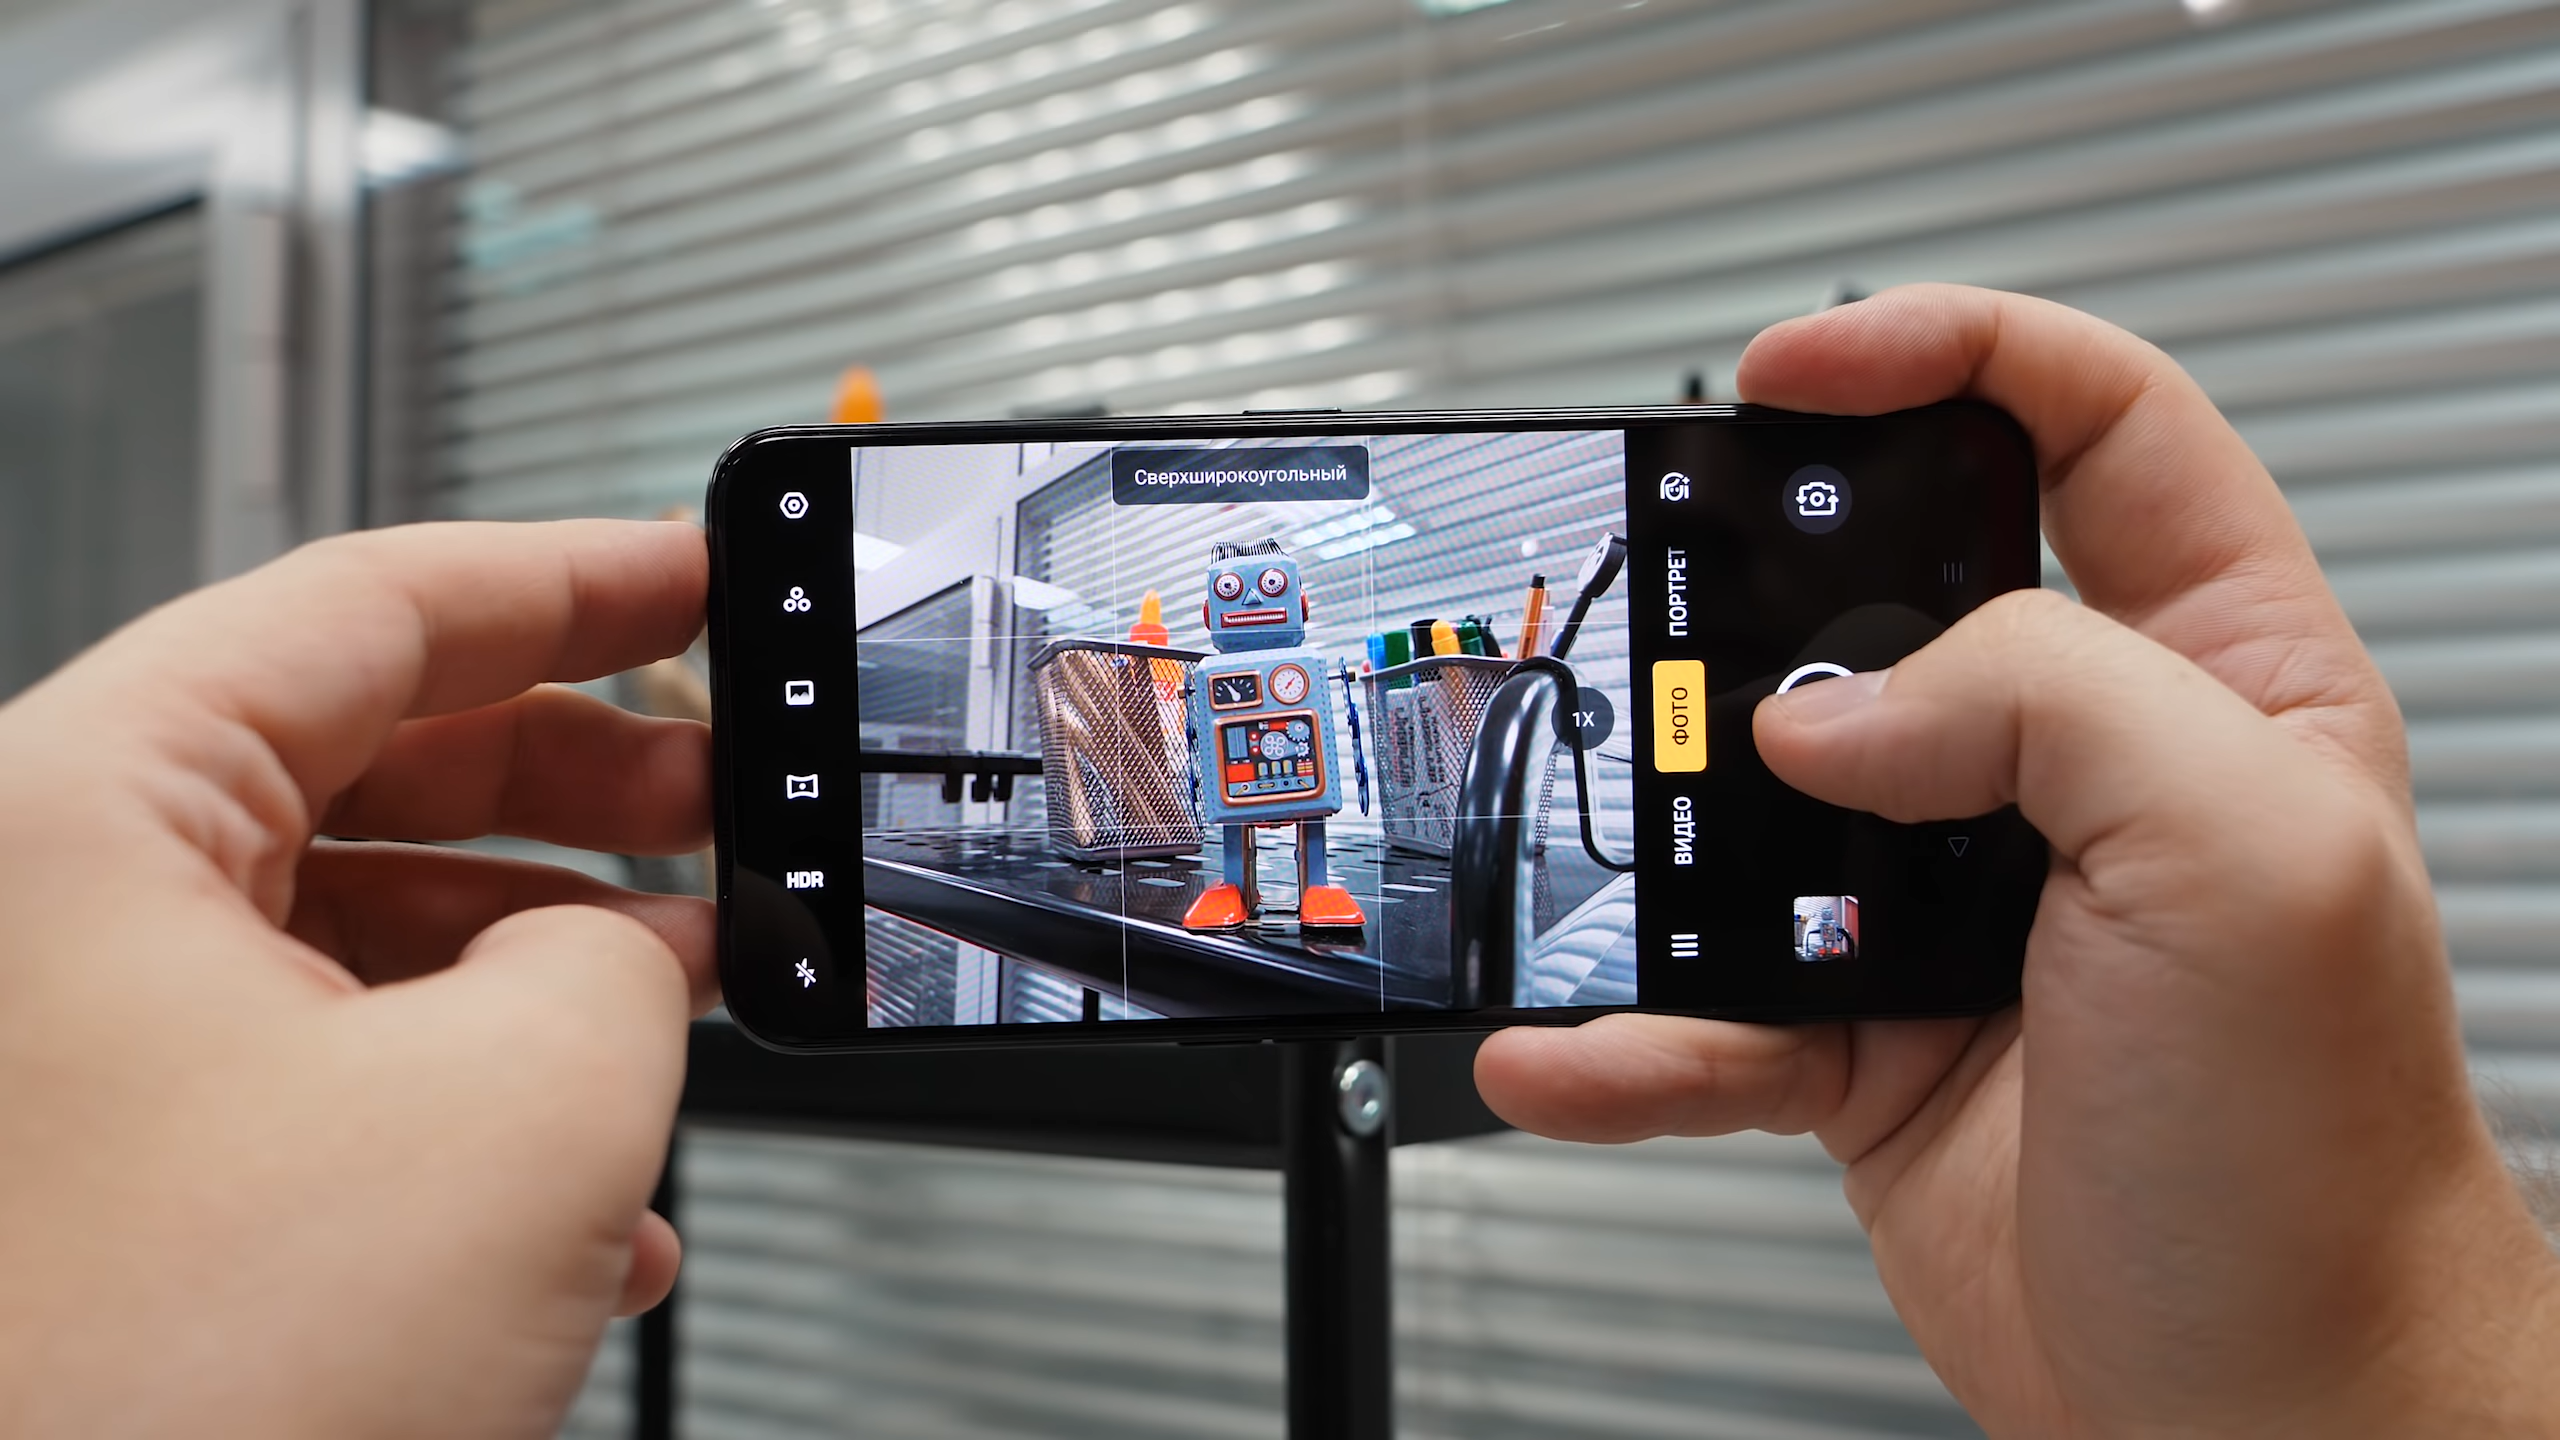 Сверхширокоугольный
HDR
1X
ПОРТРЕТ
ФОТО
ВИДЕО